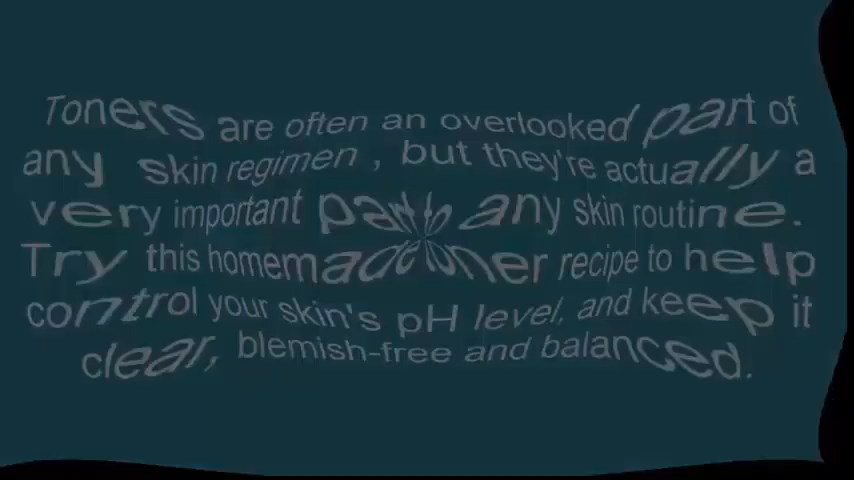 Toners are often an overlooked part of
any skin regimen , but they're actually a
very important part to any skin routine.
Try this homemade toner recipe to help
control your skin's pH level, and keep it
clear, blemish-free and balanced.